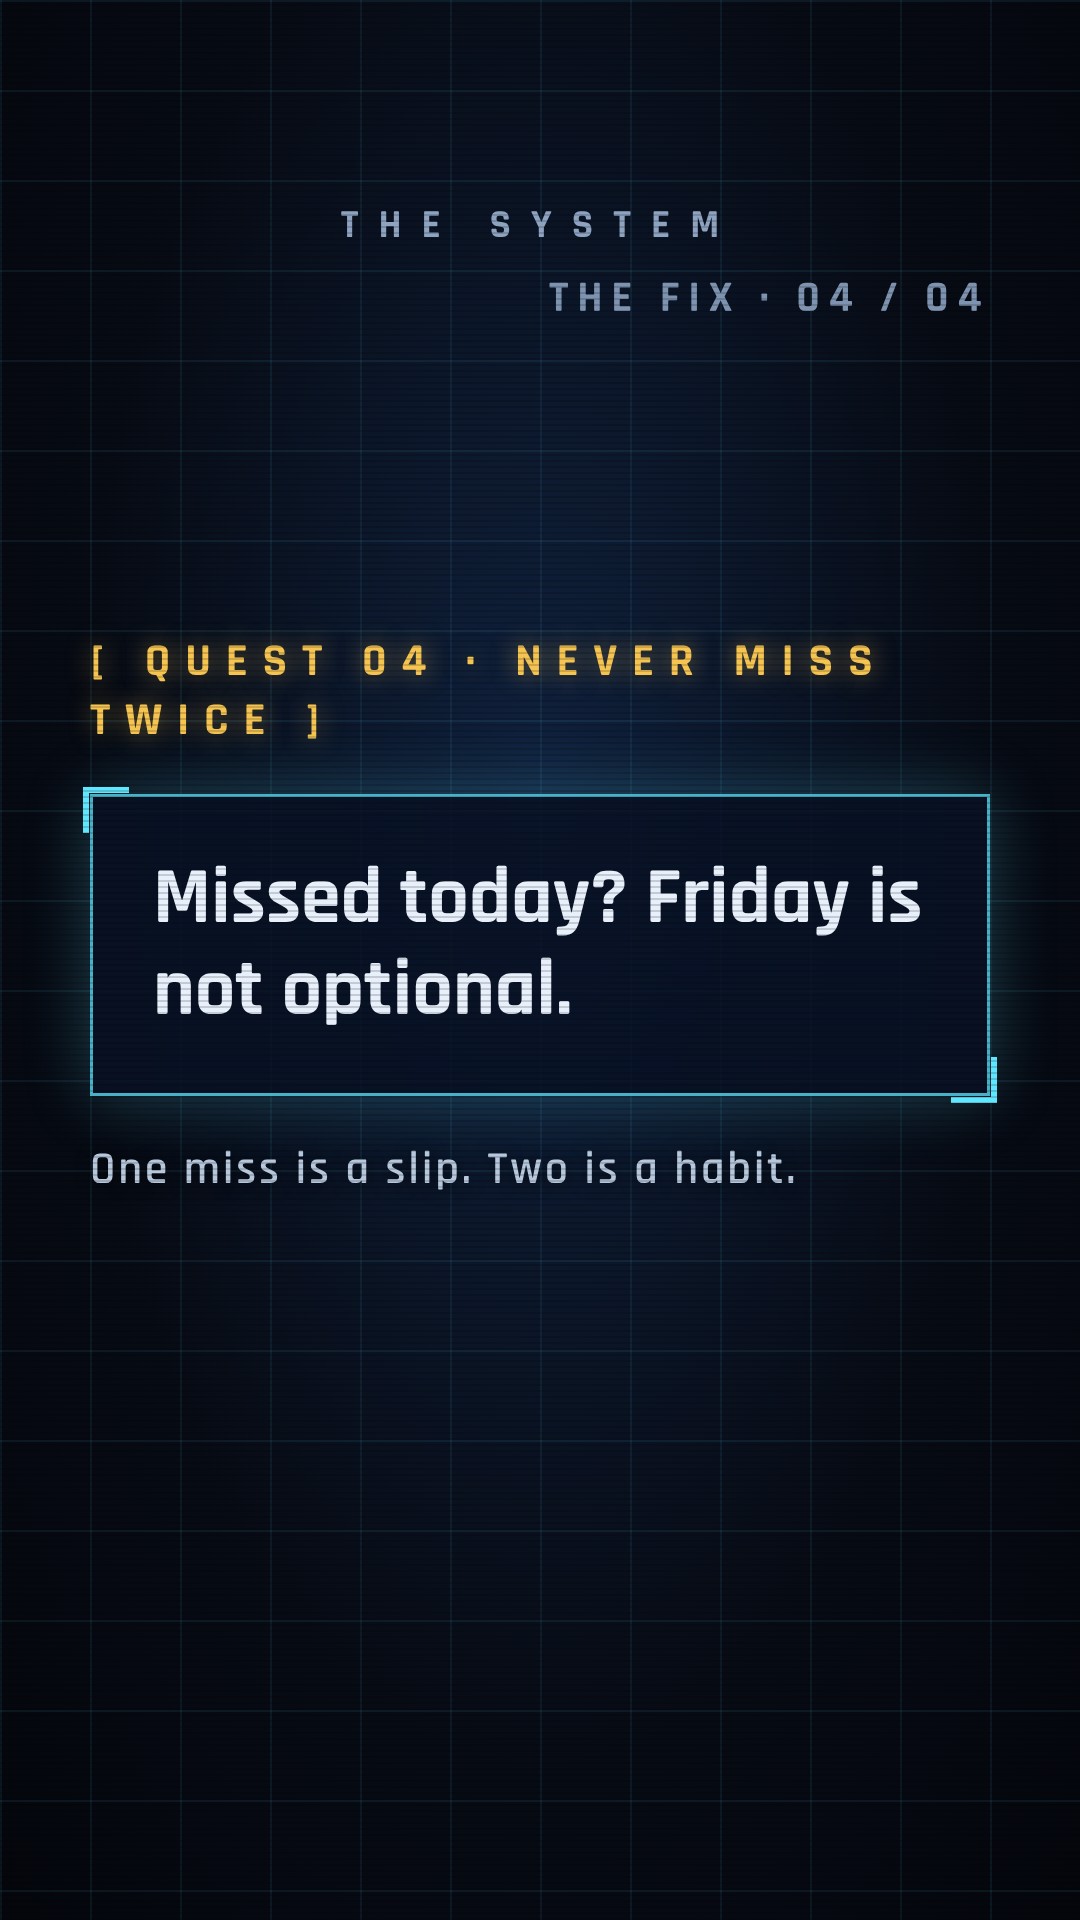 THE SYSTEM
THE FIX · 04 / 04
[ QUEST 04 · NEVER MISS
TWICE ]
Missed today? Friday is
not optional.
One miss is a slip. Two is a habit.